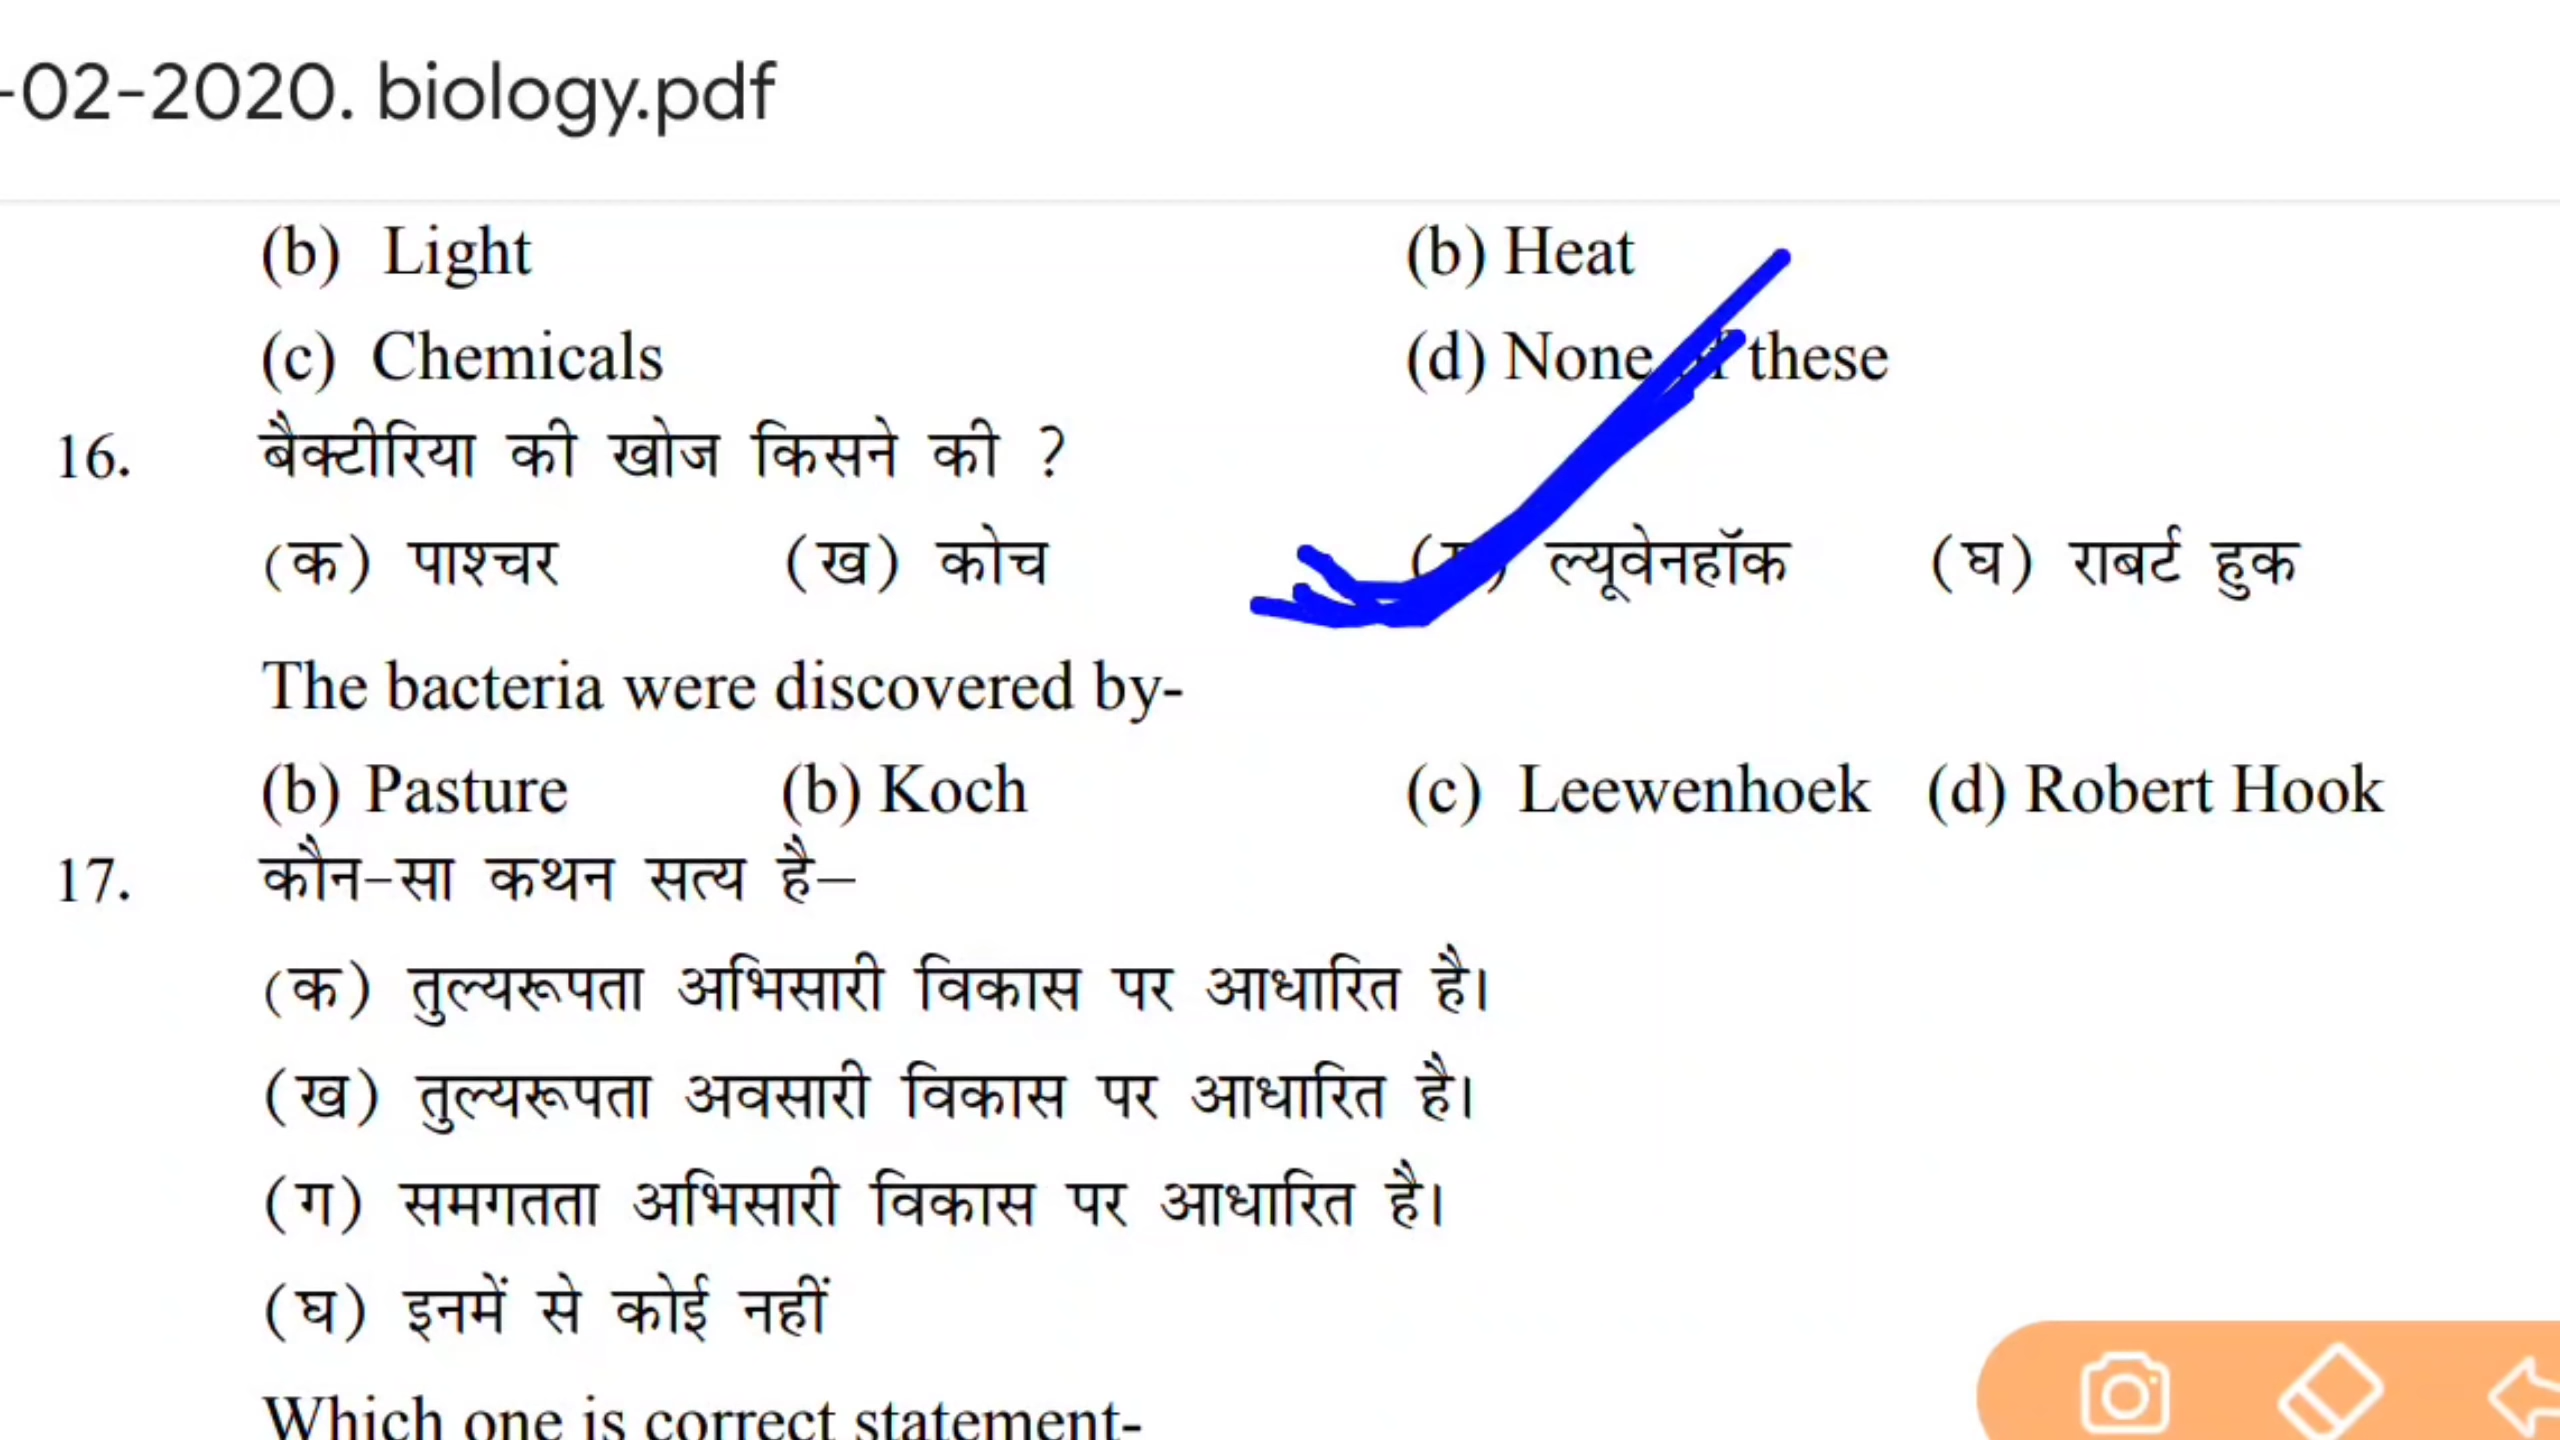 -02-2020. biology.pdf
(b) Light (b) Heat
(c) Chemicals (d) None these
16. बैक्टीरिया की खोज किसने की ?
(क) पाश्चर (ख) कोच ल्यूवेनहॉक (घ) राबर्ट हुक
The bacteria were discovered by-
(b) Pasture (b) Koch (c) Leewenhoek (d) Robert Hook
17. कौन-सा कथन सत्य है–
(क) तुल्यरूपता अभिसारी विकास पर आधारित है।
(ख) तुल्यरूपता अवसारी विकास पर आधारित है।
(ग) समगतता अभिसारी विकास पर आधारित है।
(घ) इनमें से कोई नहीं
Which one is correct statement-